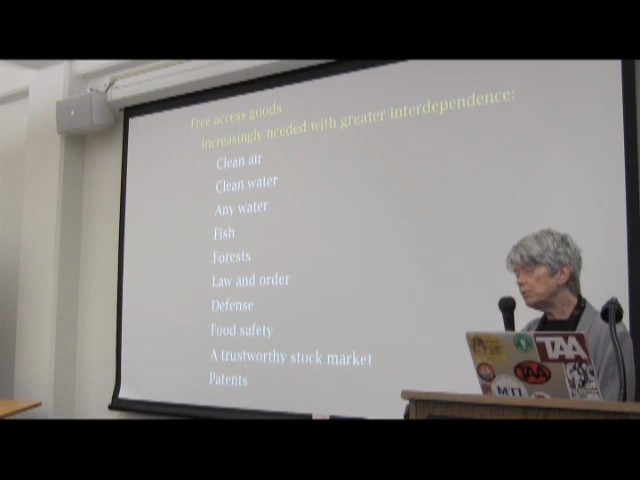 Free access goods
increasingly needed with greater interdependence:
Clean air
Clean water
Any water
Fish
Forests
Law and order
Defense
Food safety
A trustworthy stock market
Patents
TAA
TAA
MTI